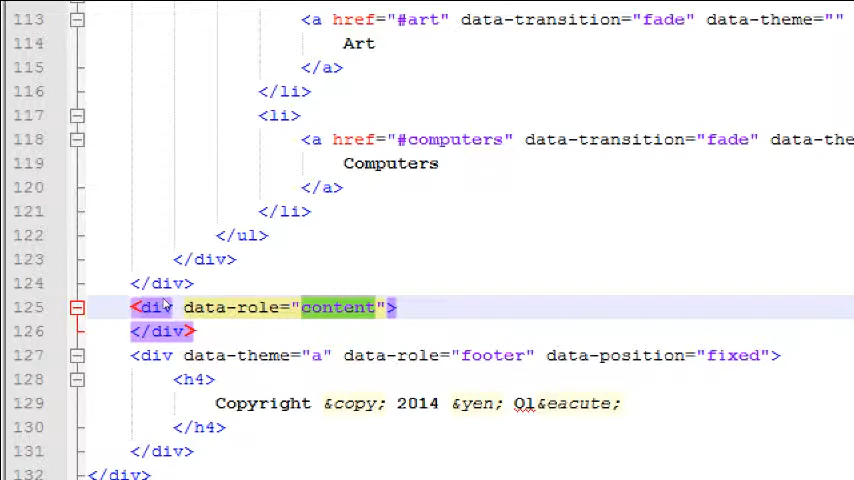 113 <a href="#art" data-transition="fade" data-theme=""
114 Art
115 </a>
116 </li>
117 <li>
118 <a href="#computers" data-transition="fade" data-the
119 Computers
120 </a>
121 </li>
122 </ul>
123 </div>
124 </div>
125 <div data-role="content">
126 </div>
127 <div data-theme="a" data-role="footer" data-position="fixed">
128 <h4>
129 Copyright &copy; 2014 &yen; Ol&eacute;
130 </h4>
131 </div>
132 </div>